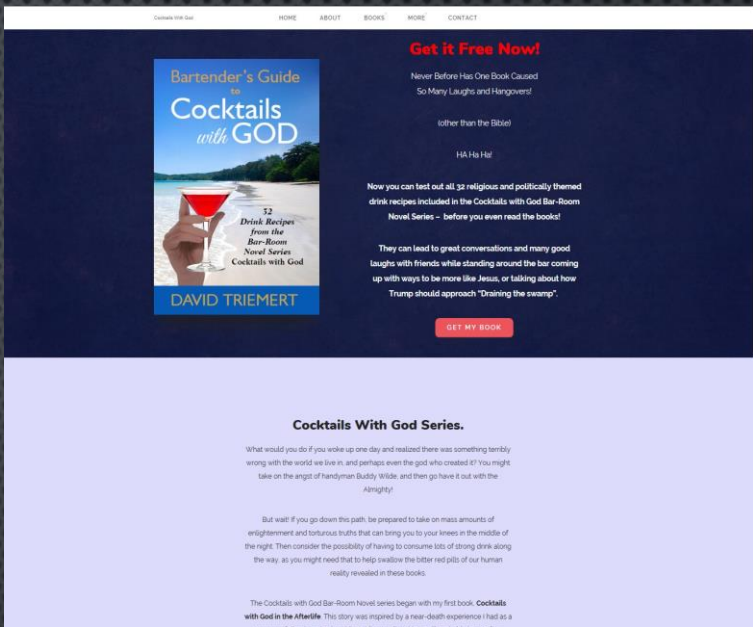 Cocktails With God
HOME ABOUT BOOKS MORE CONTACT
Bartender's Guide
to
Cocktails
with GOD
32
Drink Recipes
from the
Bar-Room
Novel Series
Cocktails with God
DAVID TRIEMERT
Get it Free Now!
Never Before Has One Book Caused
So Many Laughs and Hangovers!
(other than the Bible)
HA Ha Ha!
Now you can test out all 32 religious and politically themed
drink recipes included in the Cocktails with God Bar-Room
Novel Series – before you even read the books!
They can lead to great conversations and many good
laughs with friends while standing around the bar coming
up with ways to be more like Jesus, or talking about how
Trump should approach “Draining the swamp”.
GET MY BOOK
Cocktails With God Series.
What would you do if you woke up one day and realized there was something terribly
wrong with the world we live in, and perhaps even the god who created it? You might
take on the angst of handyman Buddy Wilde, and then go have it out with the
Almighty!
But wait! If you go down this path, be prepared to take on mass amounts of
enlightenment and torturous truths that can bring you to your knees in the middle of
the night. Then consider the possibility of having to consume lots of strong drink along
the way, as you might need that to help swallow the bitter red pills of our human
reality revealed in these books.
The Cocktails with God Bar-Room Novel series began with my first book, Cocktails
with God in the Afterlife. This story was inspired by a near-death experience I had as a